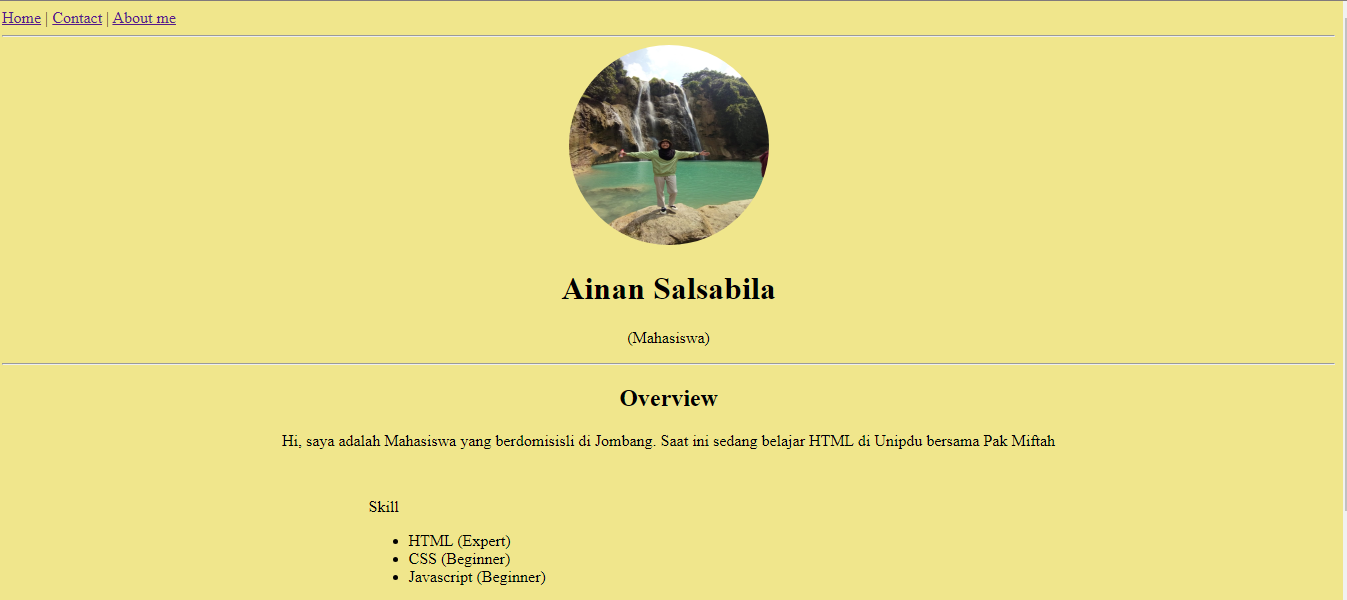 Home | Contact | About me
Ainan Salsabila
(Mahasiswa)
Overview
Hi, saya adalah Mahasiswa yang berdomisisli di Jombang. Saat ini sedang belajar HTML di Unipdu bersama Pak Miftah
Skill
• HTML (Expert)
• CSS (Beginner)
• Javascript (Beginner)